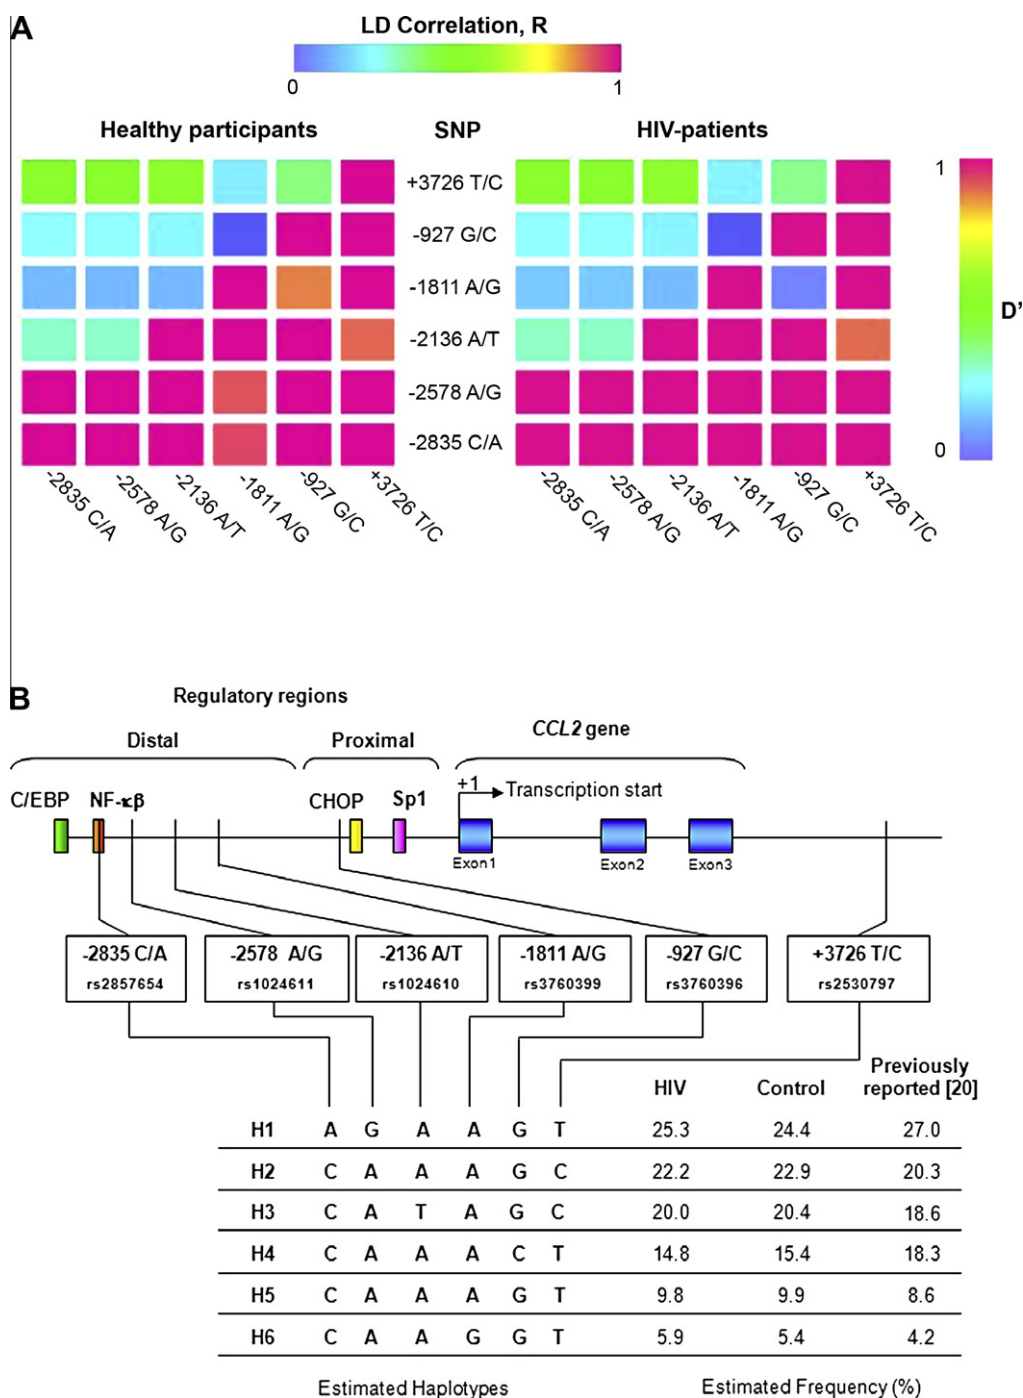 A
LD Correlation, R
0 1
Healthy participants SNP HIV-patients
+3726 T/C
-927 G/C
-1811 A/G
-2136 A/T
-2578 A/G
-2835 C/A
1
D’
0
-2835 C/A -2578 A/G -2136 A/T -1811 A/G -927 G/C +3726 T/C
-2835 C/A -2578 A/G -2136 A/T -1811 A/G -927 G/C +3726 T/C
B
Regulatory regions
Distal Proximal CCL2 gene
C/EBP NF-κβ CHOP Sp1 +1 Transcription start
Exon1 Exon2 Exon3
-2835 C/A -2578 A/G -2136 A/T -1811 A/G -927 G/C +3726 T/C
rs2857654 rs1024611 rs1024610 rs3760399 rs3760396 rs2530797
HIV Control Previously reported [20]
H1 A G A A G T 25.3 24.4 27.0
H2 C A A A G C 22.2 22.9 20.3
H3 C A T A G C 20.0 20.4 18.6
H4 C A A A C T 14.8 15.4 18.3
H5 C A A A G T 9.8 9.9 8.6
H6 C A A G G T 5.9 5.4 4.2
Estimated Haplotypes Estimated Frequency (%)